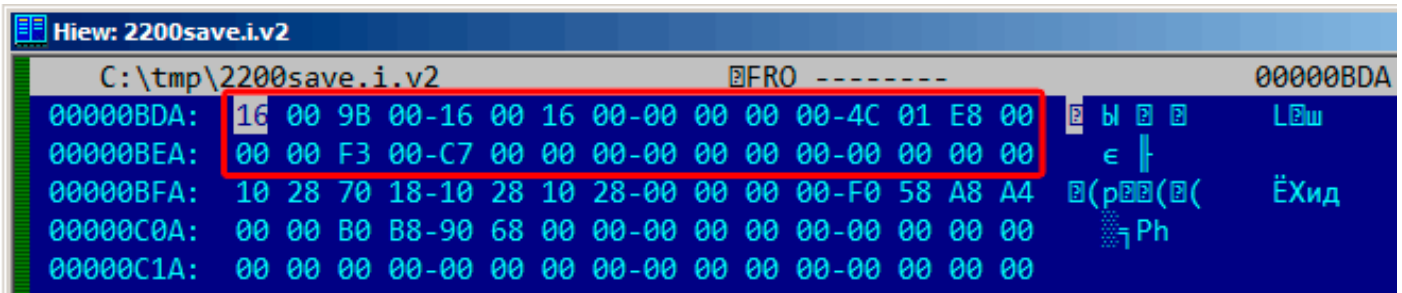 Hiew: 2200save.i.v2
C:\tmp\2200save.i.v2 FRO -------- 00000BDA
00000BDA: 16 00 9B 00-16 00 16 00-00 00 00 00-4C 01 E8 00 Ы L ш
00000BEA: 00 00 F3 00-C7 00 00 00-00 00 00 00-00 00 00 00 є ╟
00000BFA: 10 28 70 18-10 28 10 28-00 00 00 00-F0 58 A8 A4 (p ( ( ЁXид
00000C0A: 00 00 B0 B8-90 68 00 00-00 00 00 00-00 00 00 00 ░╕Рh
00000C1A: 00 00 00 00-00 00 00 00-00 00 00 00-00 00 00 00